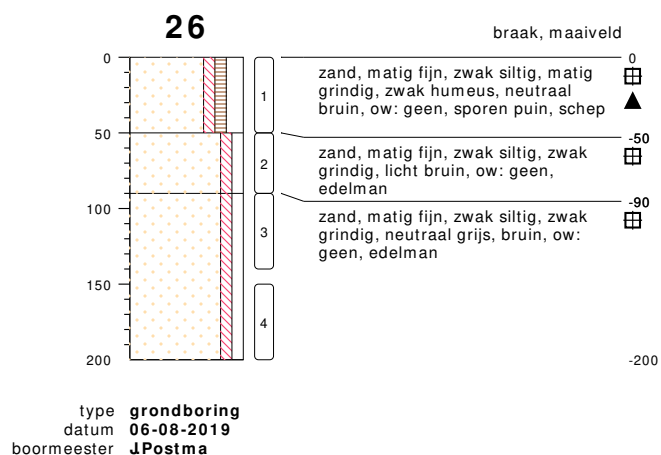 26
braak, maaiveld
0
0
zand, matig fijn, zwak siltig, matig
grindig, zwak humeus, neutraal
bruin, ow: geen, sporen puin, schep
1
50
-50
zand, matig fijn, zwak siltig, zwak
grindig, licht bruin, ow: geen,
edelman
2
-90
100
zand, matig fijn, zwak siltig, zwak
grindig, neutraal grijs, bruin, ow:
geen, edelman
3
150
4
200
-200
type grondboring
datum 06-08-2019
boormeester J.Postma